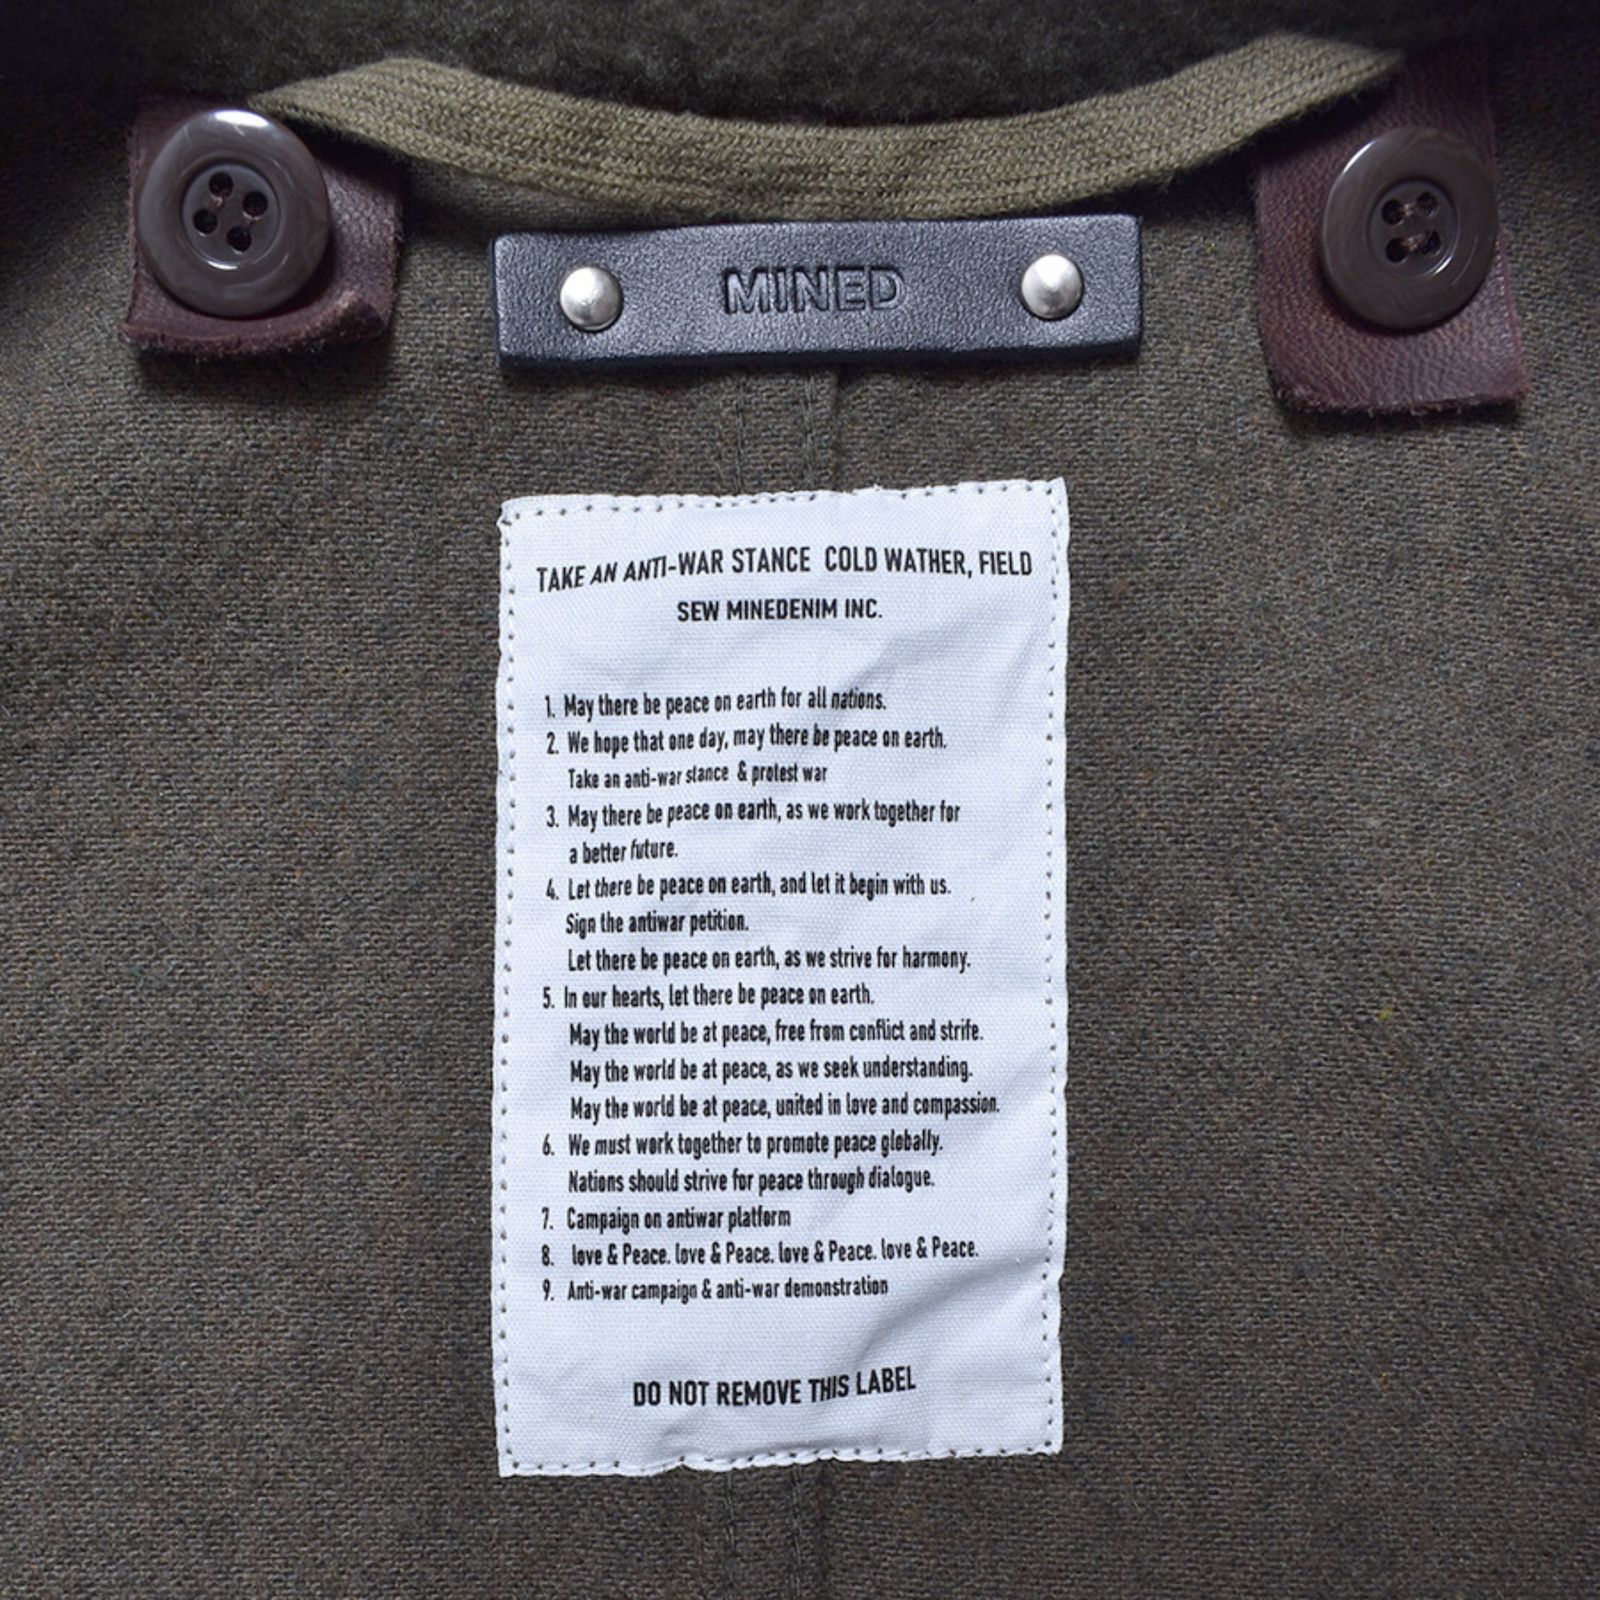 MINED
TAKE AN ANTI-WAR STANCE COLD WATHER, FIELD
SEW MINEDENIM INC.
1. May there be peace on earth for all nations.
2. We hope that one day, may there be peace on earth.
Take an anti-war stance & protest war
3. May there be peace on earth, as we work together for
a better future.
4. Let there be peace on earth, and let it begin with us.
Sign the antiwar petition.
Let there be peace on earth, as we strive for harmony.
5. In our hearts, let there be peace on earth.
May the world be at peace, free from conflict and strife.
May the world be at peace, as we seek understanding.
May the world be at peace, united in love and compassion.
6. We must work together to promote peace globally.
Nations should strive for peace through dialogue.
7. Campaign on antiwar platform
8. love & Peace. love & Peace. love & Peace. love & Peace.
9. Anti-war campaign & anti-war demonstration
DO NOT REMOVE THIS LABEL